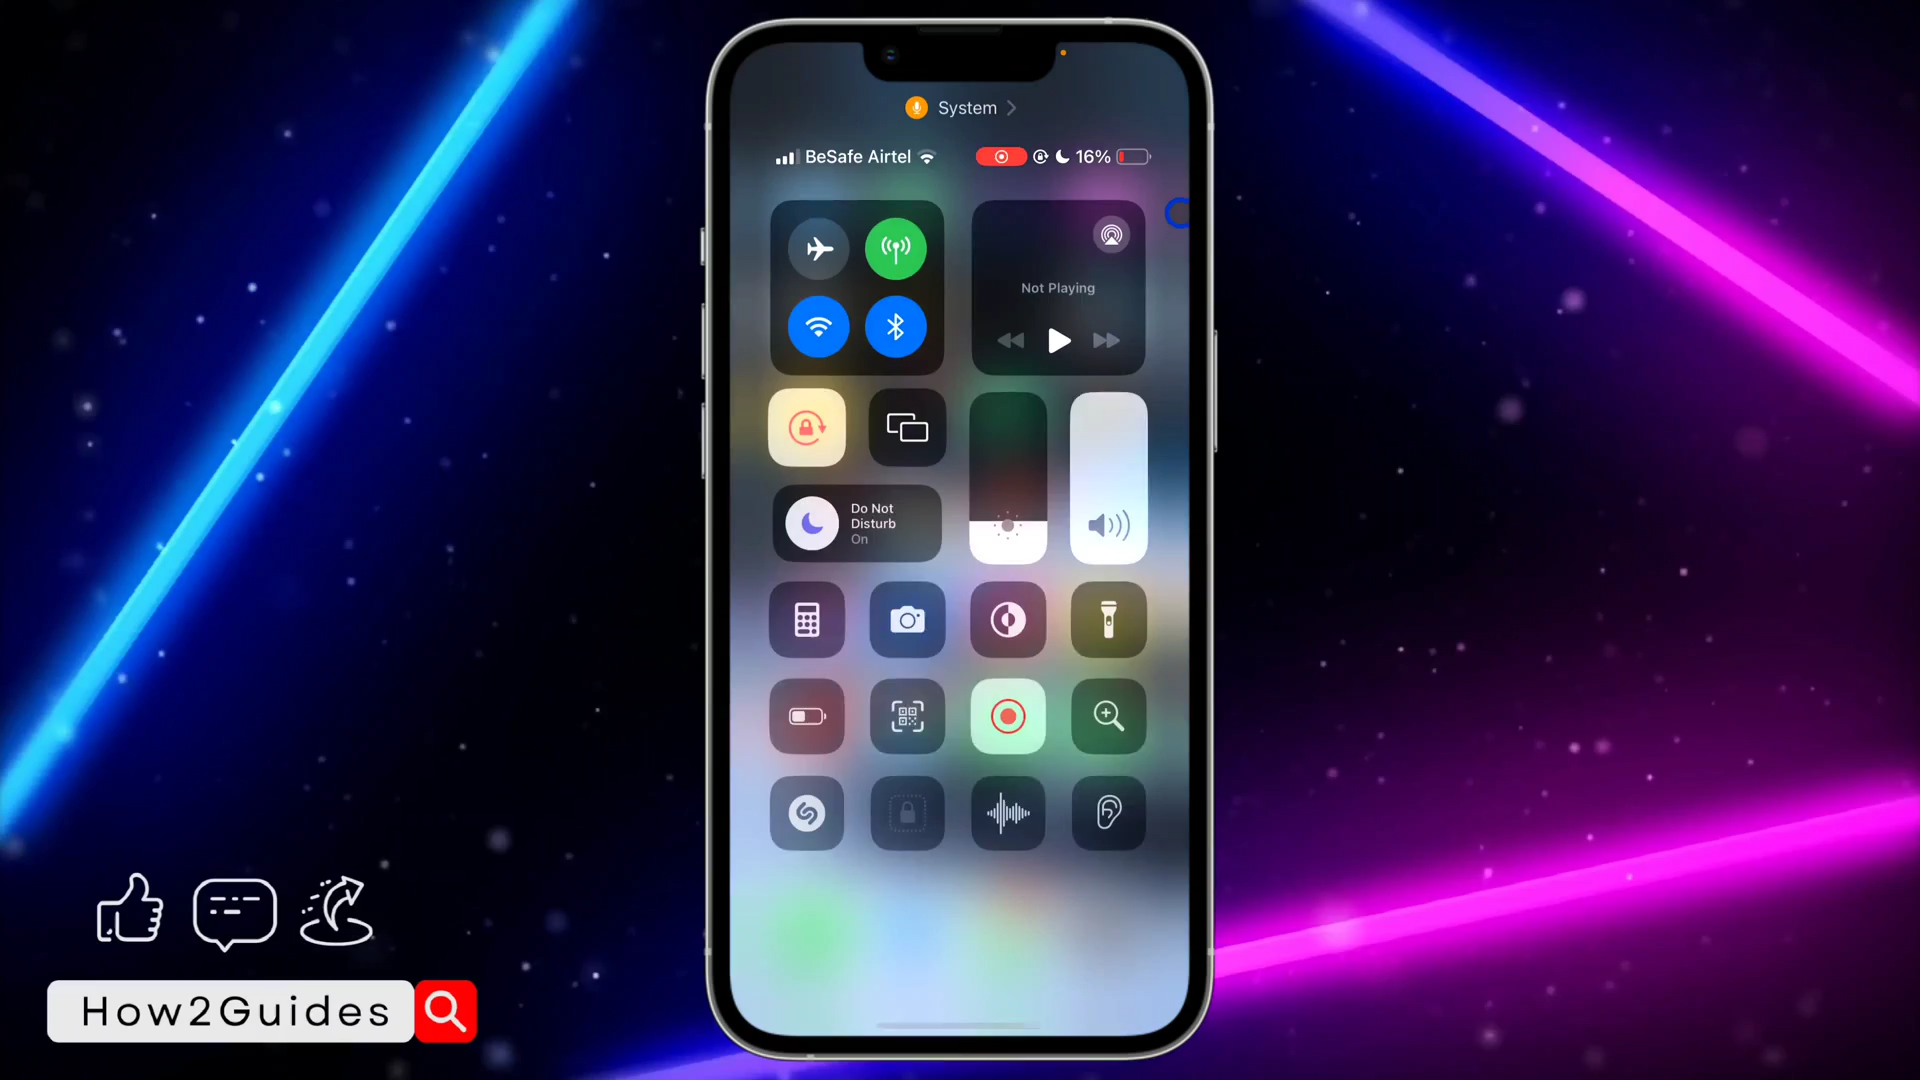 System
BeSafe Airtel
16%
Not Playing
Do Not
Disturb
On
How2Guides